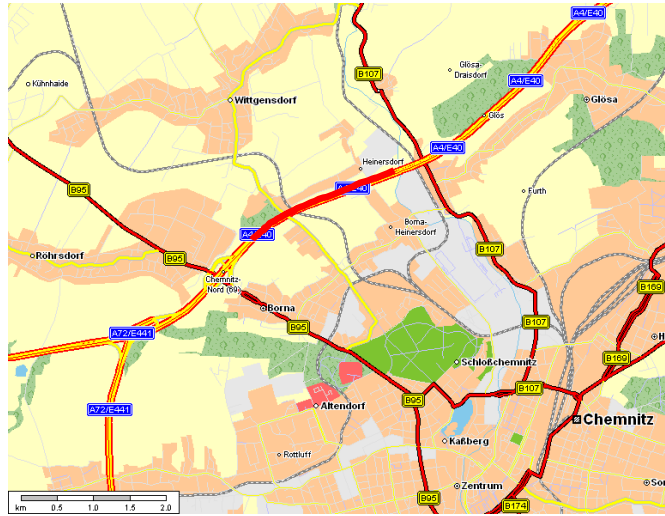 A4/E40
A4/E40
B107
Glösa-
Draisdorf
Kühnhaide
Wittgensdorf
Glösa
Glös
A4/E40
Heinersdorf
B95
Furth
Borna-
Heinersdorf
B107
Röhrsdorf
B95
Chemnitz-
Nord (69)
B169
Borna
B95
B107
A72/E441
Schloßchemnitz
B169
B107
B95
Altendorf
A72/E441
Chemnitz
Kaßberg
Rottluff
Zentrum
B95
B174
km 0.5 1.0 1.5 2.0